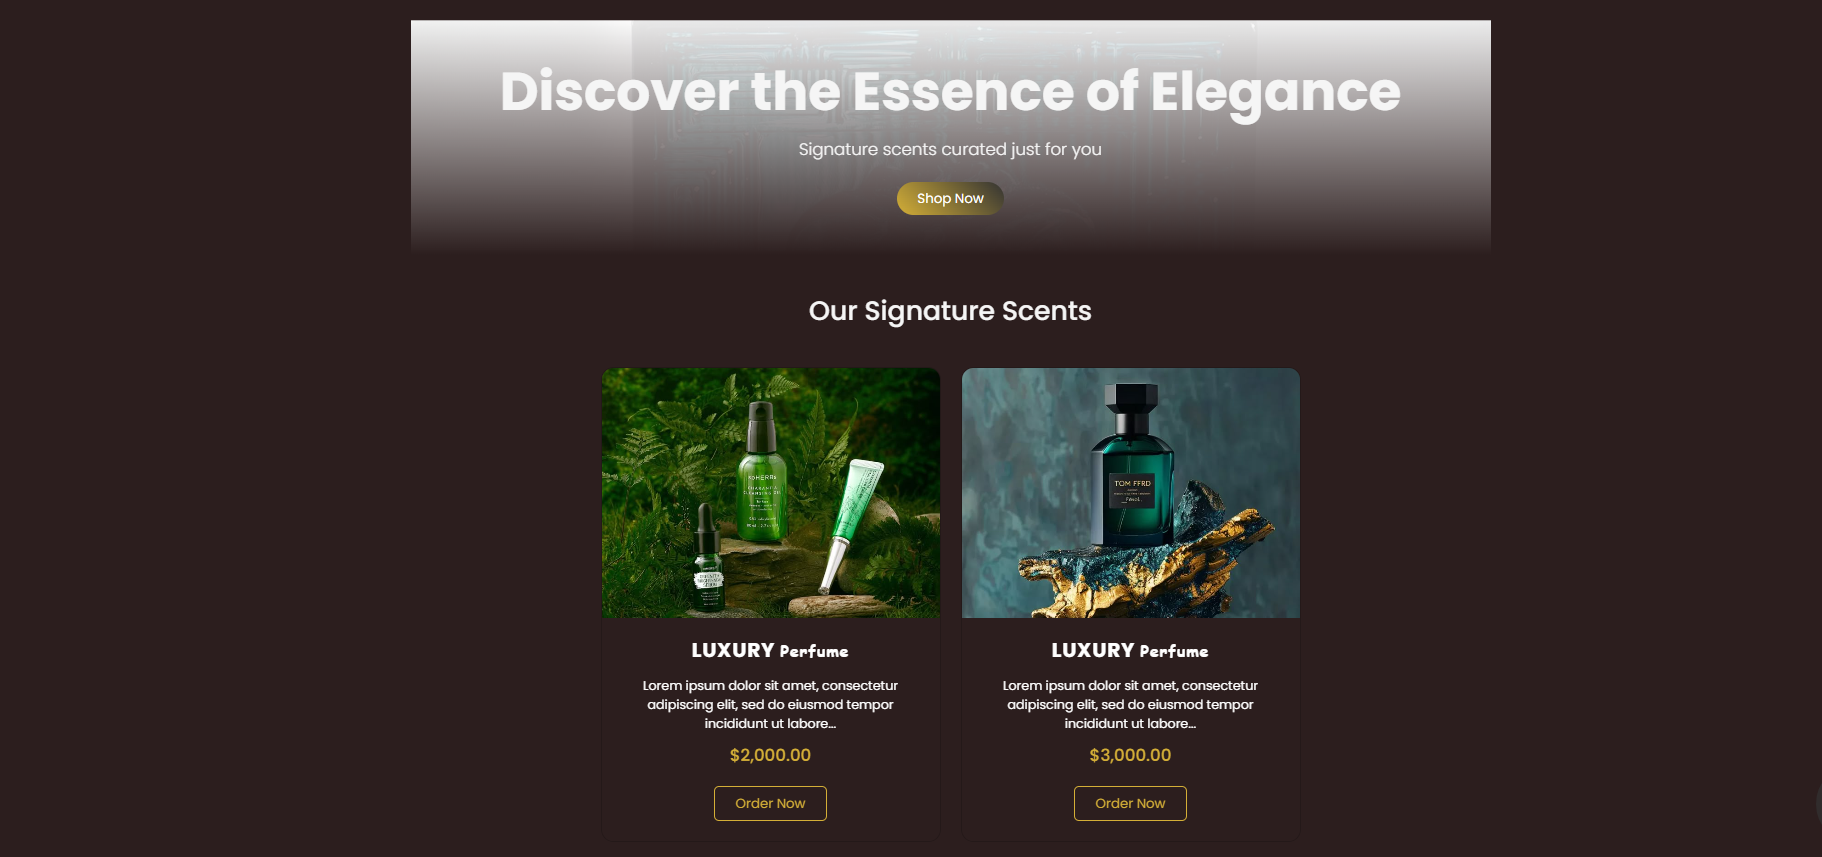 Discover the Essence of Elegance
Signature scents curated just for you
Shop Now
Our Signature Scents
TOM FFRD
LUXURY Perfume
Lorem ipsum dolor sit amet, consectetur
adipiscing elit, sed do eiusmod tempor
incididunt ut labore...
$2,000.00
Order Now
LUXURY Perfume
Lorem ipsum dolor sit amet, consectetur
adipiscing elit, sed do eiusmod tempor
incididunt ut labore...
$3,000.00
Order Now